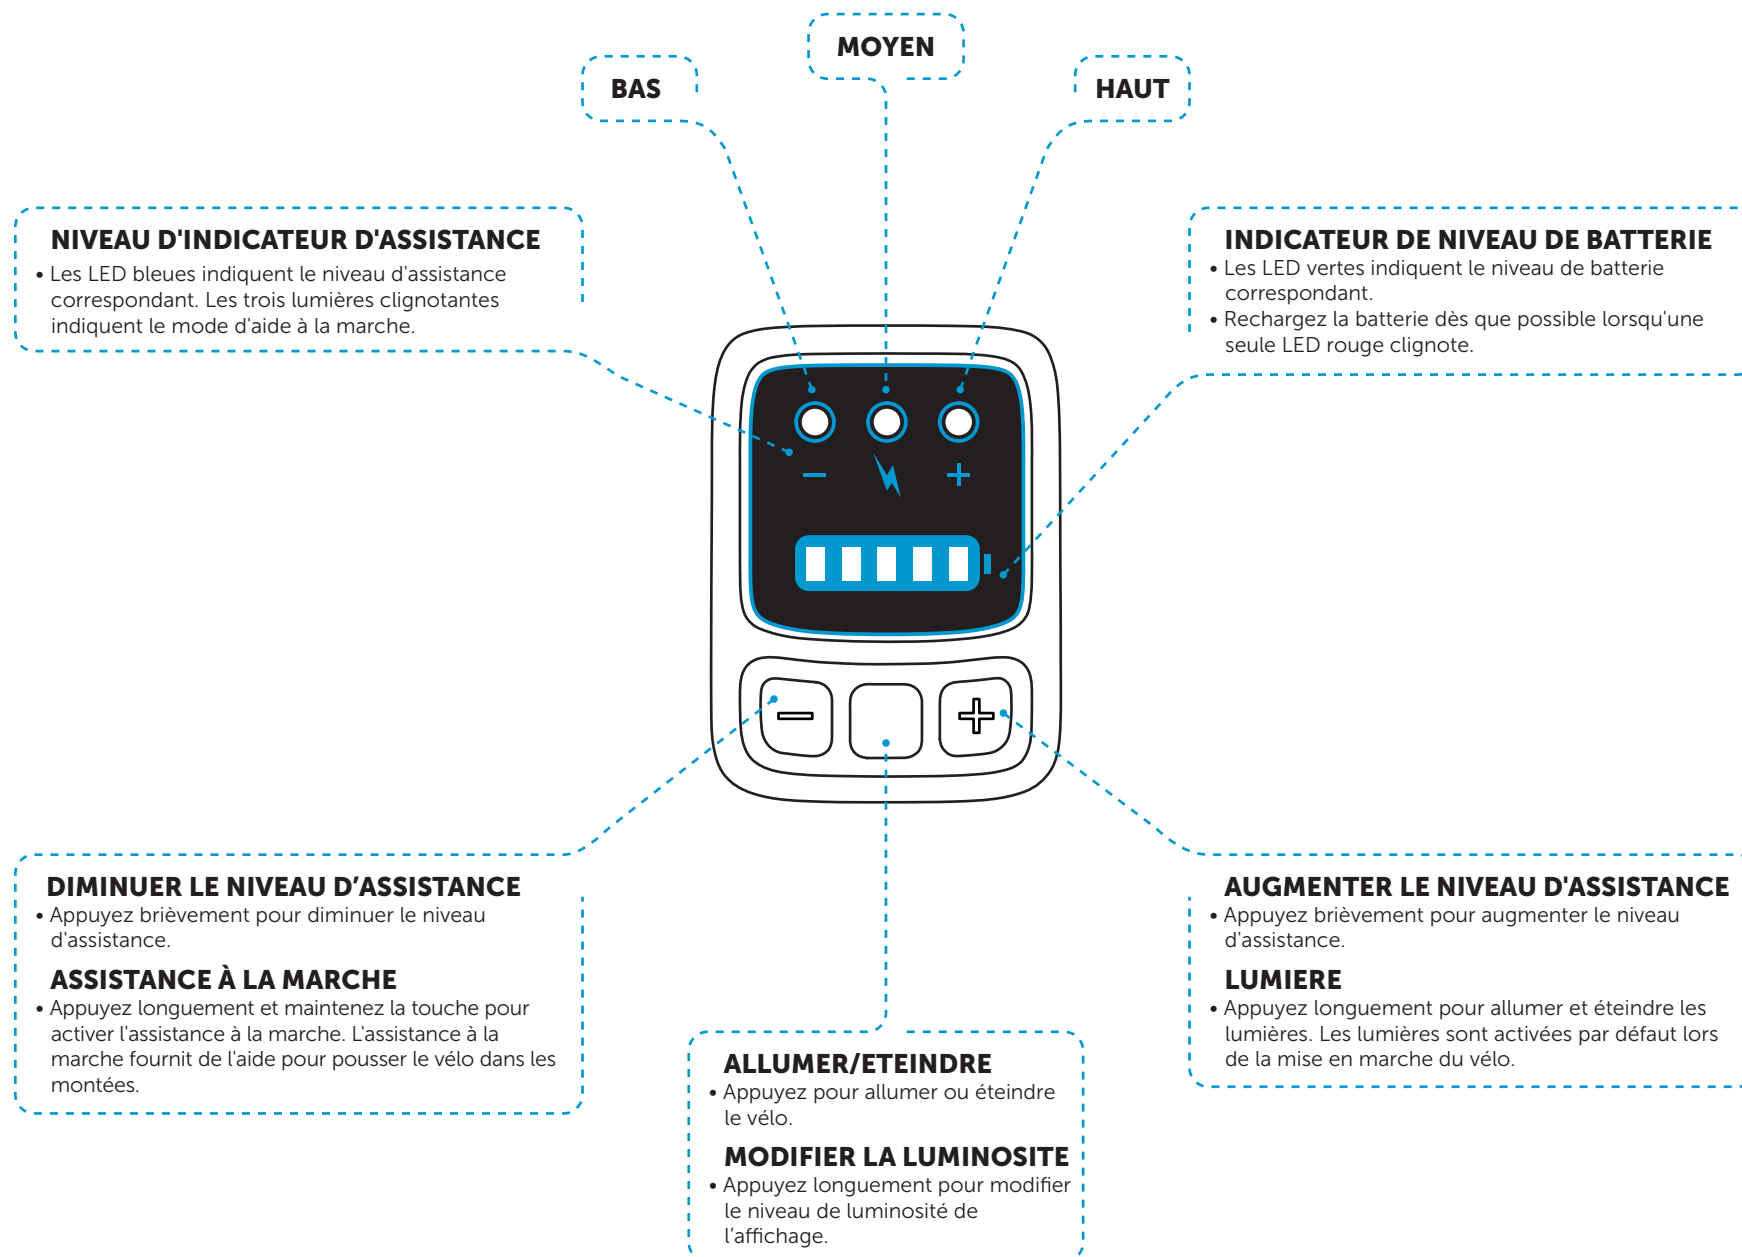 MOYEN
BAS
HAUT
NIVEAU D'INDICATEUR D'ASSISTANCE
• Les LED bleues indiquent le niveau d'assistance
correspondant. Les trois lumières clignotantes
indiquent le mode d'aide à la marche.
INDICATEUR DE NIVEAU DE BATTERIE
• Les LED vertes indiquent le niveau de batterie
correspondant.
• Rechargez la batterie dès que possible lorsqu'une
seule LED rouge clignote.
DIMINUER LE NIVEAU D’ASSISTANCE
• Appuyez brièvement pour diminuer le niveau
d'assistance.
ASSISTANCE À LA MARCHE
• Appuyez longuement et maintenez la touche pour
activer l'assistance à la marche. L'assistance à la
marche fournit de l'aide pour pousser le vélo dans les
montées.
ALLUMER/ETEINDRE
• Appuyez pour allumer ou éteindre
le vélo.
MODIFIER LA LUMINOSITE
• Appuyez longuement pour modifier
le niveau de luminosité de
l’affichage.
AUGMENTER LE NIVEAU D'ASSISTANCE
• Appuyez brièvement pour augmenter le niveau
d'assistance.
LUMIERE
• Appuyez longuement pour allumer et éteindre les
lumières. Les lumières sont activées par défaut lors
de la mise en marche du vélo.